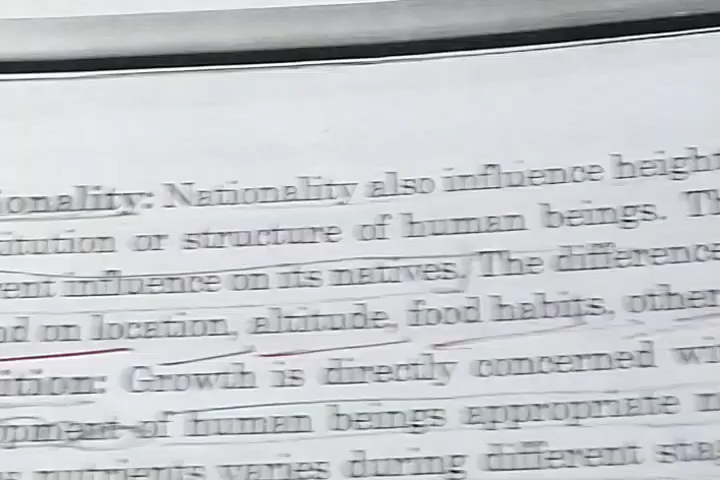 ionality: Nationality also influence height
itution or structure of human beings. Th
ent influence on its natives. The difference
nd on location, altitude, food habits, other
ition: Growth is directly concerned wi
opment of human beings appropriate n
s nutrients varies during different sta